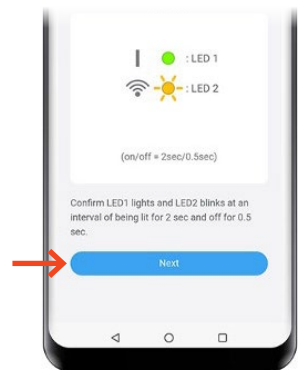 : LED 1
: LED 2
(on/off = 2sec/0.5sec)
Confirm LED1 lights and LED2 blinks at an
interval of being lit for 2 sec and off for 0.5
sec.
Next